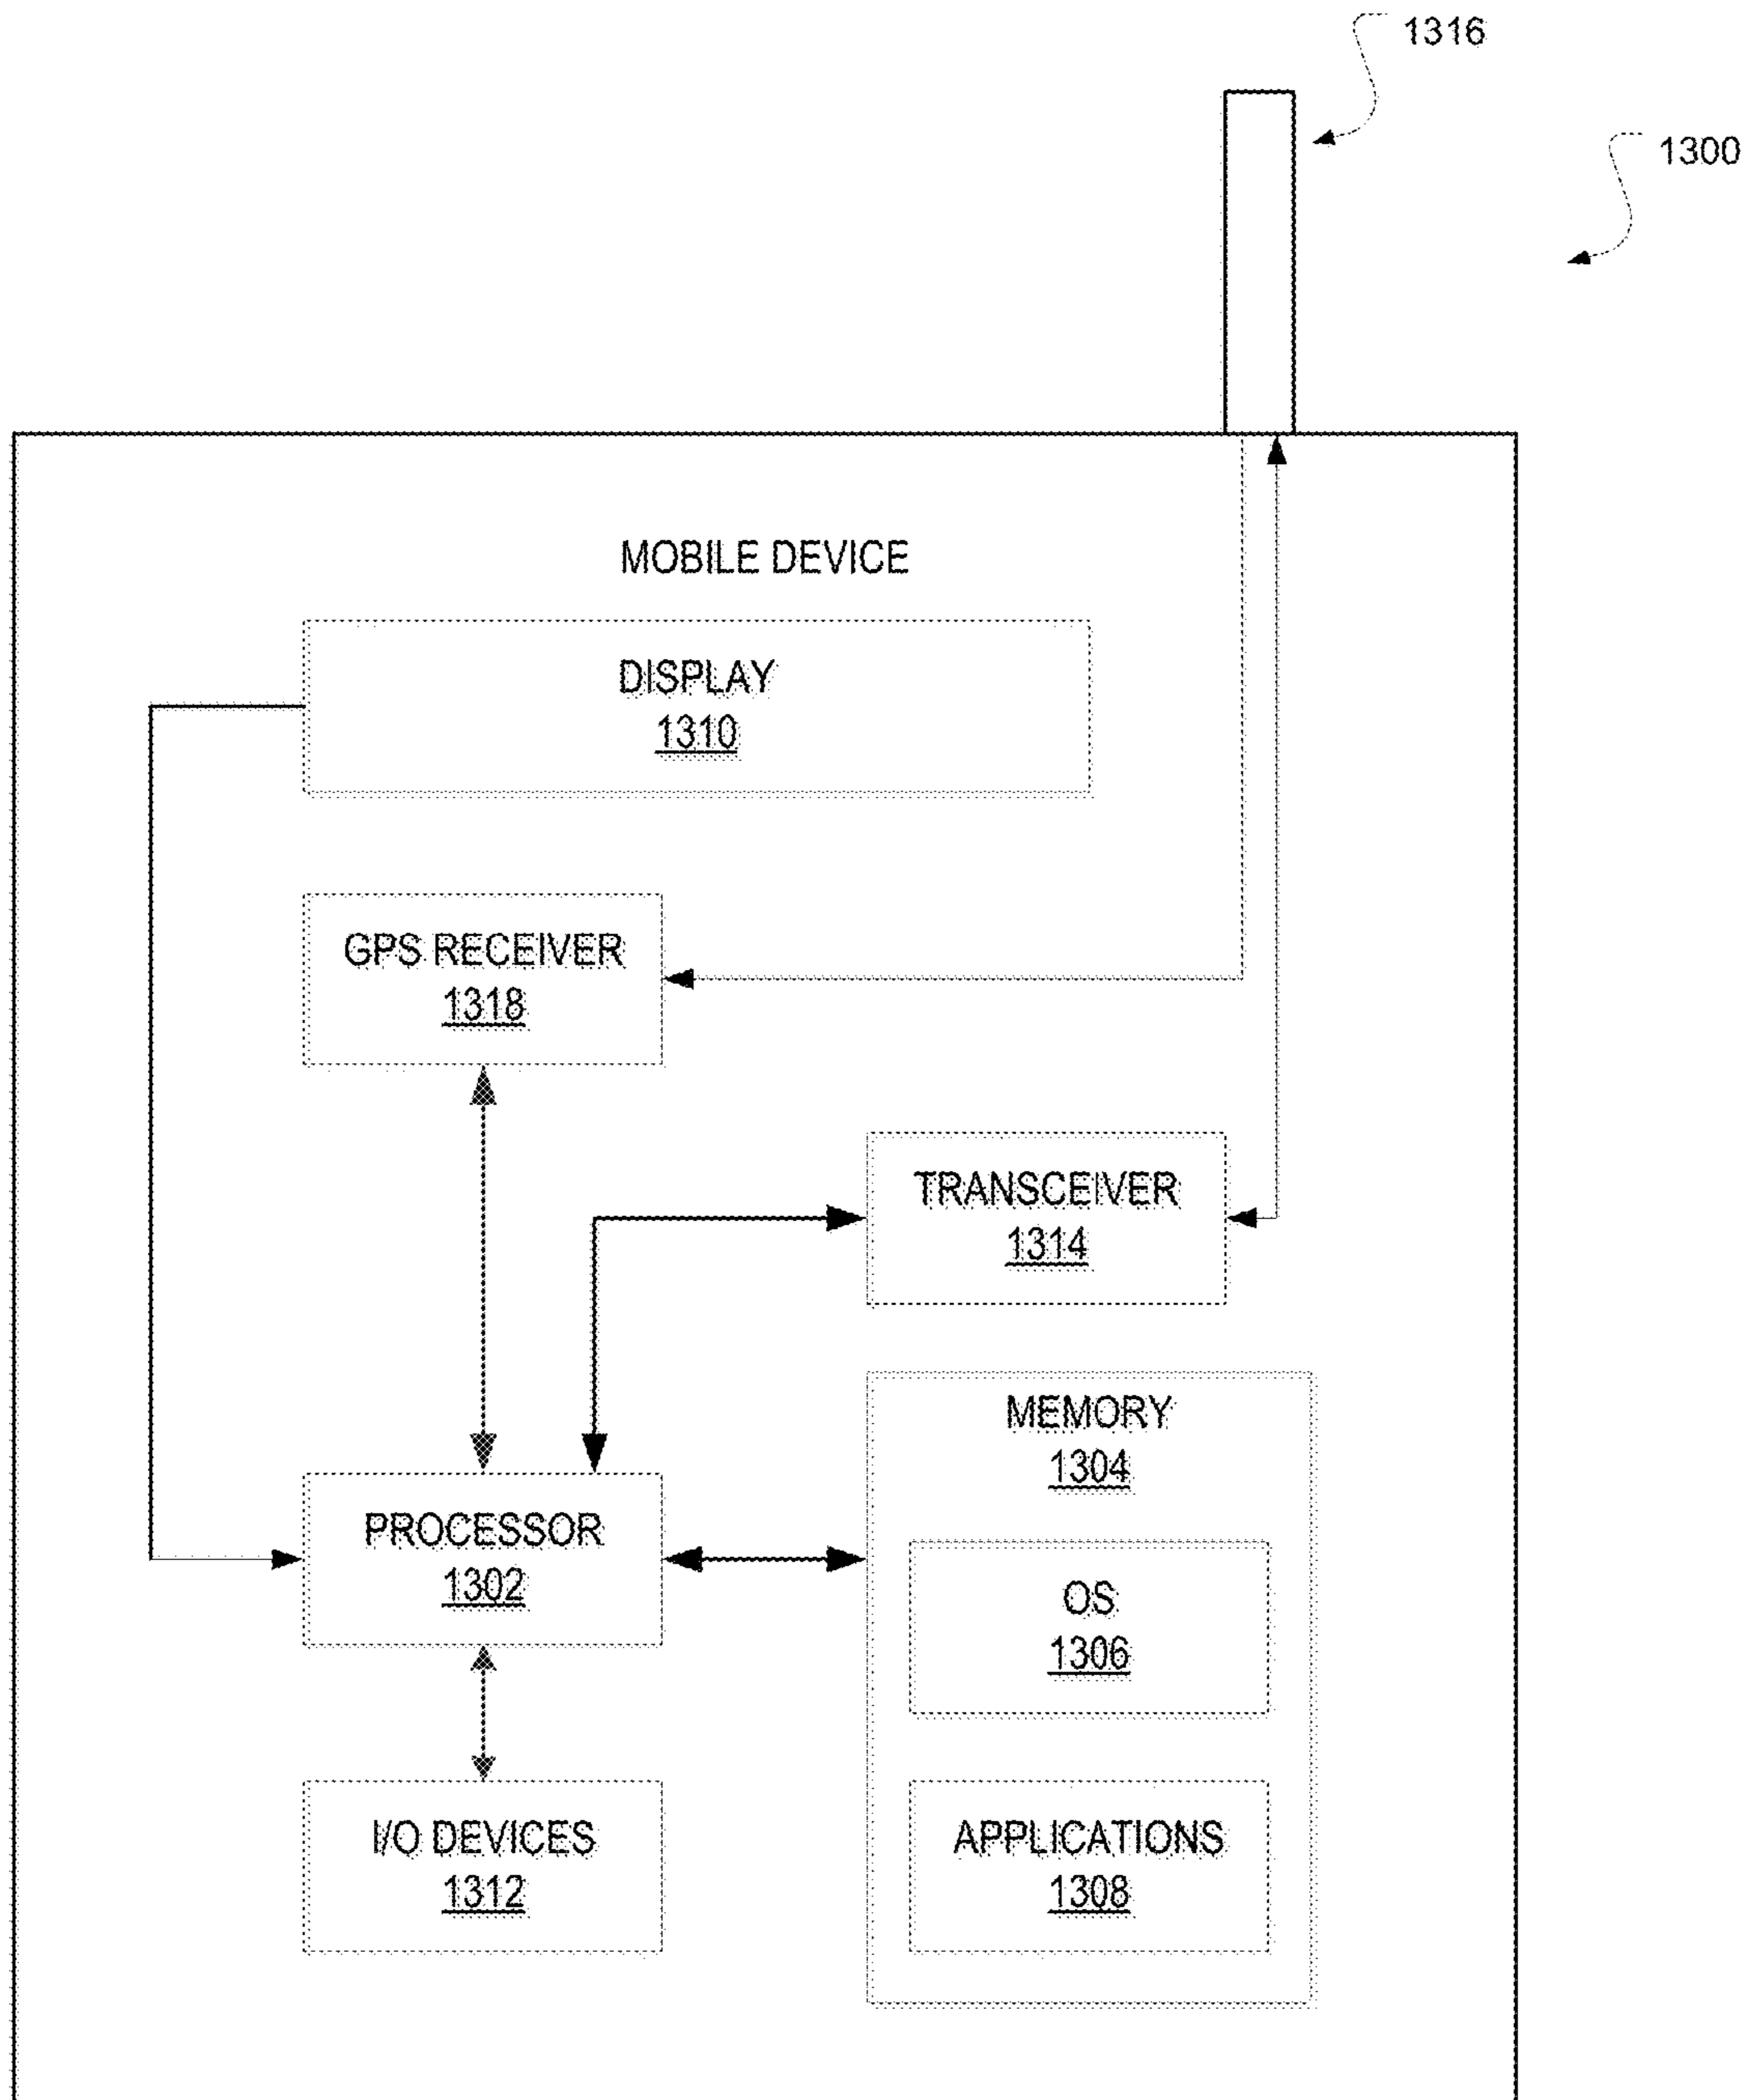 1316
1300
MOBILE DEVICE
DISPLAY
1310
GPS RECEIVER
1318
TRANSCEIVER
1314
MEMORY
1304
PROCESSOR
1302
OS
1306
I/O DEVICES
1312
APPLICATIONS
1308